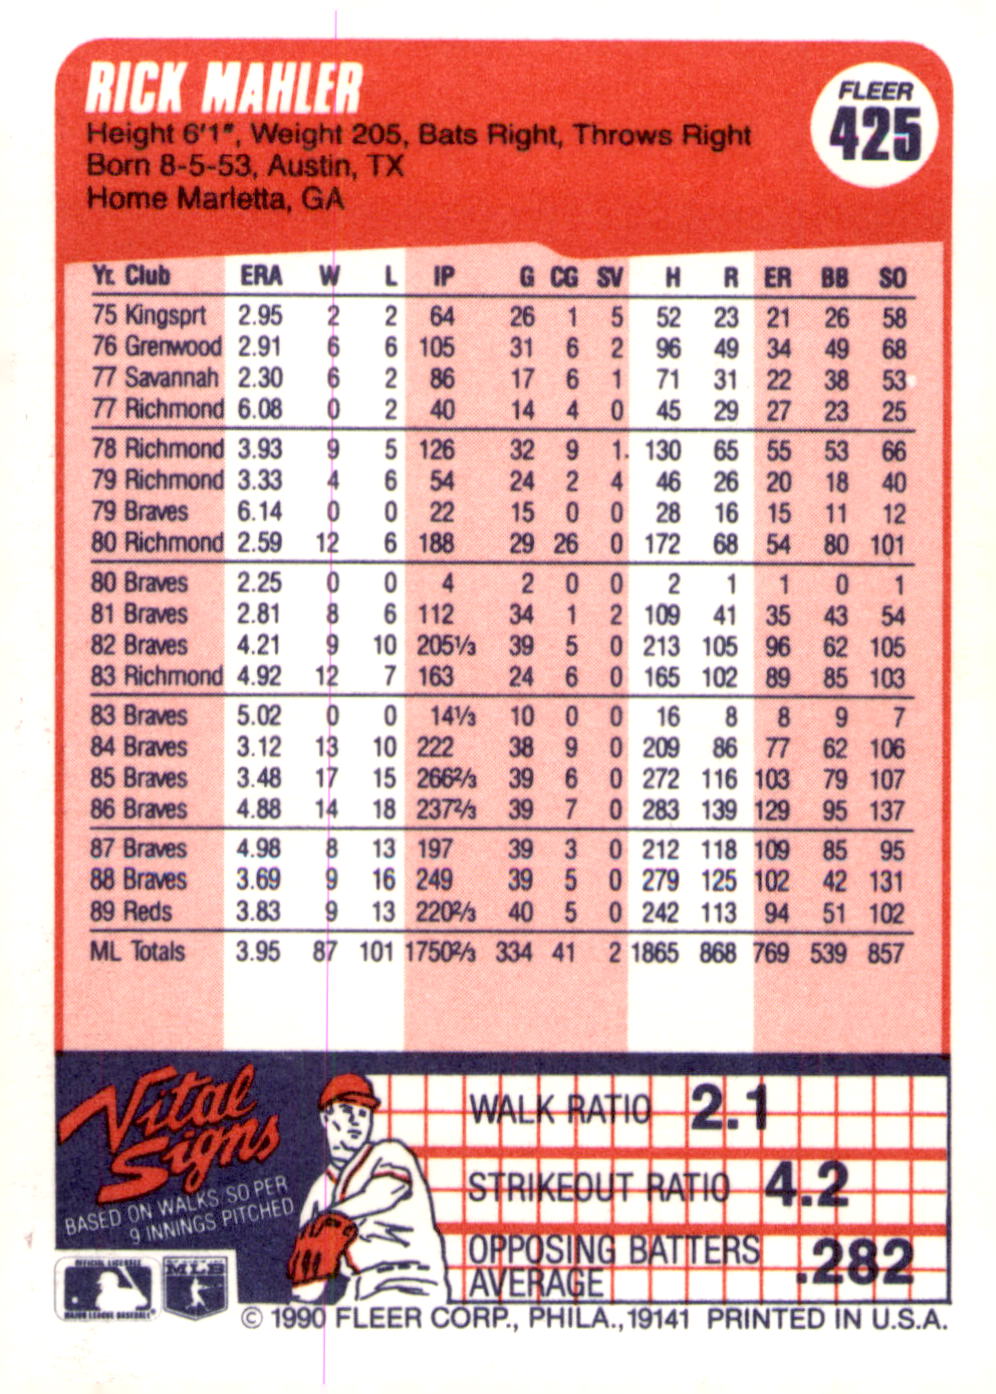 RICK MAHLER
Height 6'1", Weight 205, Bats Right, Throws Right
Born 8-5-53, Austin, TX
Home Marietta, GA
FLEER
425
Yr. Club ERA W L IP G CG SV H R ER BB SO
75 Kingsprt 2.95 2 2 64 26 1 5 52 23 21 26 58
76 Grenwood 2.91 6 6 105 31 6 2 96 49 34 49 68
77 Savannah 2.30 6 2 86 17 6 1 71 31 22 38 53
77 Richmond 6.08 0 2 40 14 4 0 45 29 27 23 25
78 Richmond 3.93 9 5 126 32 9 1 130 65 55 53 66
79 Richmond 3.33 4 6 54 24 2 4 46 26 20 18 40
79 Braves 6.14 0 0 22 15 0 0 28 16 15 11 12
80 Richmond 2.59 12 6 188 29 26 0 172 68 54 80 101
80 Braves 2.25 0 0 4 2 0 0 2 1 1 0 1
81 Braves 2.81 8 6 112 34 1 2 109 41 35 43 54
82 Braves 4.21 9 10 205⅓ 39 5 0 213 105 96 62 105
83 Richmond 4.92 12 7 163 24 6 0 165 102 89 85 103
83 Braves 5.02 0 0 14⅓ 10 0 0 16 8 8 9 7
84 Braves 3.12 13 10 222 38 9 0 209 86 77 62 106
85 Braves 3.48 17 15 266⅔ 39 6 0 272 116 103 79 107
86 Braves 4.88 14 18 237⅔ 39 7 0 283 139 129 95 137
87 Braves 4.98 8 13 197 39 3 0 212 118 109 85 95
88 Braves 3.69 9 16 249 39 5 0 279 125 102 42 131
89 Reds 3.83 9 13 220⅔ 40 5 0 242 113 94 51 102
ML Totals 3.95 87 101 1750⅔ 334 41 2 1865 868 769 539 857
Vital
Signs
BASED ON WALKS/SO PER
9 INNINGS PITCHED
WALK RATIO 2.1
STRIKEOUT RATIO 4.2
OPPOSING BATTERS
AVERAGE .282
OFFICIAL LICENSEE
MAJOR LEAGUE BASEBALL
MLB
© 1990 FLEER CORP., PHILA., 19141 PRINTED IN U.S.A.